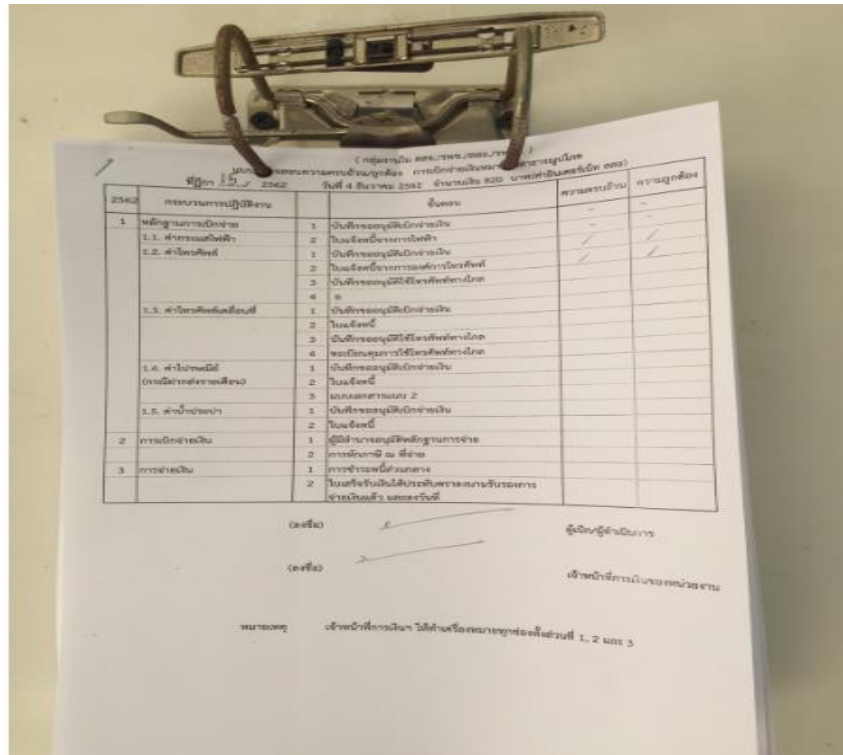 ( กลุ่มงานใน สสจ./รพช./สสอ./รพ.
ความครบถ้วน/ถูกต้อง การเบิกจ่ายเงินหมวดค่าสาธารณูปโภค
ที่ฎีกา 15 / 2562 วันที่ 4 ธันวาคม 2562 จำนวนเงิน 820 บาท(ค่าอินเตอร์เน็ท สสอ)
2562 กระบวนการปฏิบัติงาน ขั้นตอน ความครบถ้วน ความถูกต้อง
1 หลักฐานการเบิกจ่าย 1 บันทึกขออนุมัติเบิกจ่ายเงิน - -
1.1. ค่ากระแสไฟฟ้า 2 ใบแจ้งหนี้จากการไฟฟ้า - -
1.2. ค่าโทรศัพท์ 1 บันทึกขออนุมัติเบิกจ่ายเงิน / /
2 ใบแจ้งหนี้จากการองค์การโทรศัพท์ / /
3 บันทึกขออนุมัติใช้โทรศัพท์ทางไกล
4
1.3. ค่าโทรศัพท์เคลื่อนที่ 1 บันทึกขออนุมัติเบิกจ่ายเงิน
2 ใบแจ้งหนี้
3 บันทึกขออนุมัติใช้โทรศัพท์ทางไกล
4 ทะเบียนคุมการใช้โทรศัพท์ทางไกล
1.4. ค่าไปรษณีย์ 1 บันทึกขออนุมัติเบิกจ่ายเงิน
(กรณีฝากส่งรายเดือน) 2 ใบแจ้งหนี้
3 แบบเอกสารแนบ 2
1.5. ค่าน้ำประปา 1 บันทึกขออนุมัติเบิกจ่ายเงิน
2 ใบแจ้งหนี้
2 การเบิกจ่ายเงิน 1 ผู้มีอำนาจอนุมัติหลักฐานการจ่าย
2 การหักภาษี ณ ที่จ่าย
3 การจ่ายเงิน 1 การชำระหนี้ส่วนกลาง
2 ใบเสร็จรับเงินได้ประทับตราลงนามรับรองการ
จ่ายเงินแล้ว และลงวันที่
(ลงชื่อ) ผู้เบิก/ผู้ดำเนินการ
(ลงชื่อ) เจ้าหน้าที่การเงินของหน่วยงาน
หมายเหตุ เจ้าหน้าที่การเงินฯ ให้ทำเครื่องหมายทุกช่องทั้งส่วนที่ 1, 2 และ 3